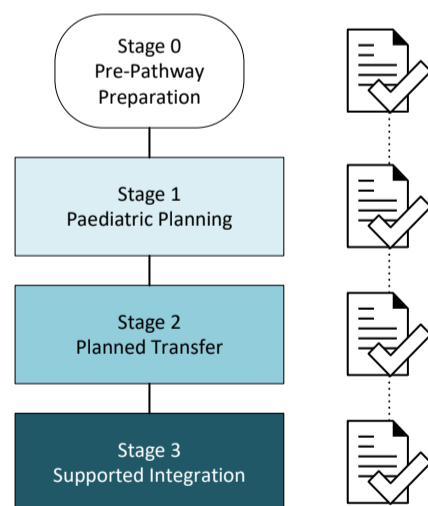 Stage 0
Pre-Pathway
Preparation
Stage 1
Paediatric Planning
Stage 2
Planned Transfer
Stage 3
Supported Integration